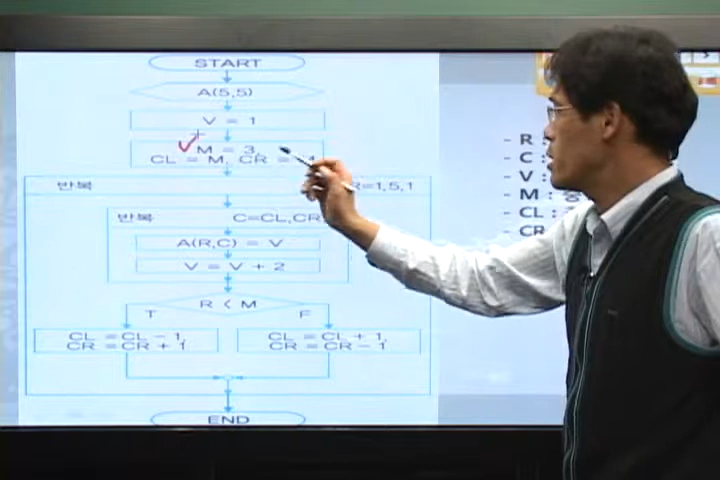 START
A(5,5)
V = 1
M = 3,
CL = M, CR =
반복
R=1,5,1
반복 C=CL,CR
A(R,C) = V
V = V + 2
R < M
T
F
CL = CL - 1,
CR = CR + 1
CL = CL + 1,
CR = CR - 1
END
- R :
- C :
- V :
- M :
- CL :
- CR